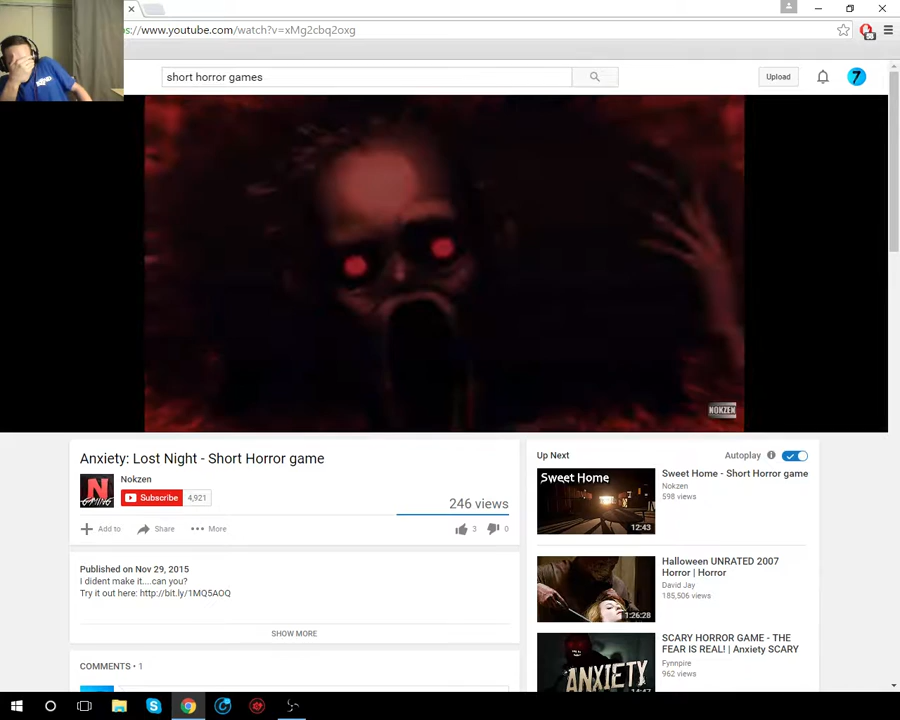 s://www.youtube.com/watch?v=xMg2cbq2oxg
short horror games
Upload
7
NOKZEN
Anxiety: Lost Night - Short Horror game
N
GAMING
Nokzen
Subscribe 4,921
246 views
Add to Share More
3 0
Published on Nov 29, 2015
I dident make it....can you?
Try it out here: http://bit.ly/1MQ5AOQ
SHOW MORE
COMMENTS • 1
Up Next
Autoplay
Sweet Home
12:43
Sweet Home - Short Horror game
Nokzen
598 views
1:26:28
Halloween UNRATED 2007
Horror | Horror
David Jay
185,506 views
ANXIETY
14:47
SCARY HORROR GAME - THE
FEAR IS REAL! | Anxiety SCARY
Fynnpire
962 views